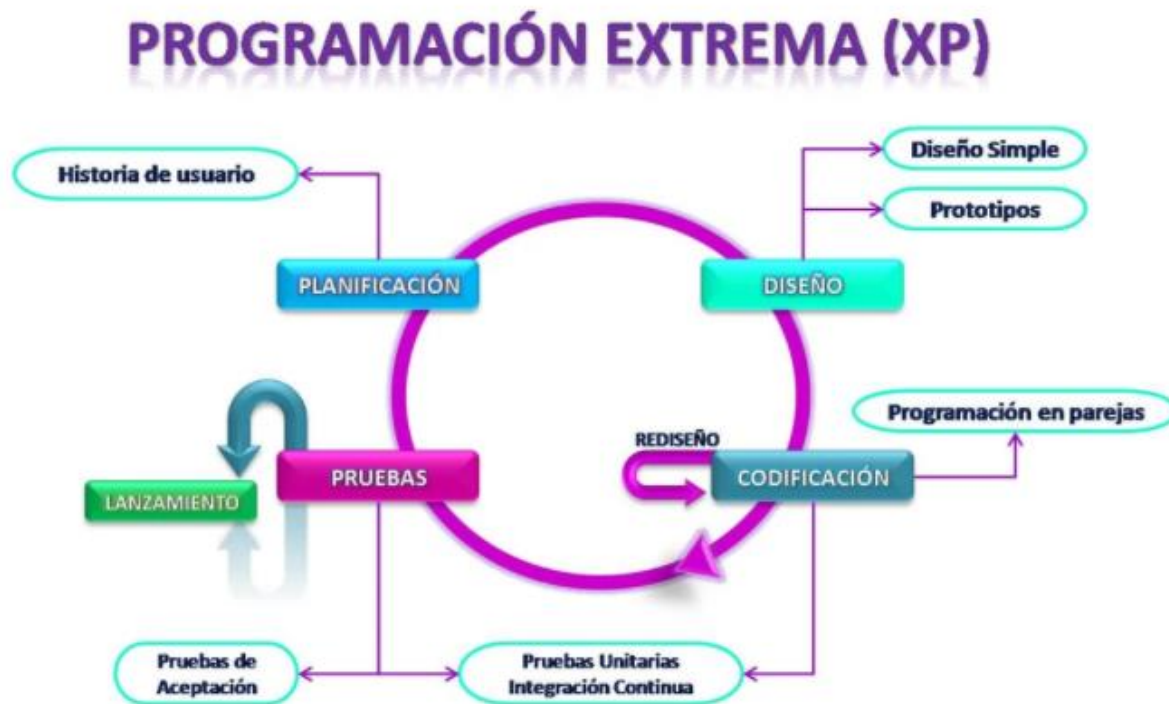 PROGRAMACIÓN EXTREMA (XP)
Historia de usuario
Diseño Simple
Prototipos
PLANIFICACIÓN
DISEÑO
Programación en parejas
REDISEÑO
PRUEBAS
CODIFICACIÓN
LANZAMIENTO
Pruebas de
Aceptación
Pruebas Unitarias
Integración Continua